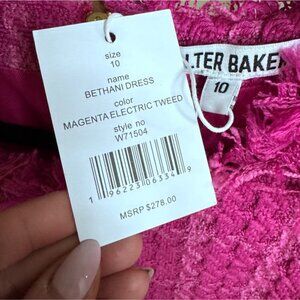 size
10
name
BETHANI DRESS
color
MAGENTA ELECTRIC TWEED
style no
W71504
1 96223 06334 9
MSRP $278.00
LTER BAKER
10